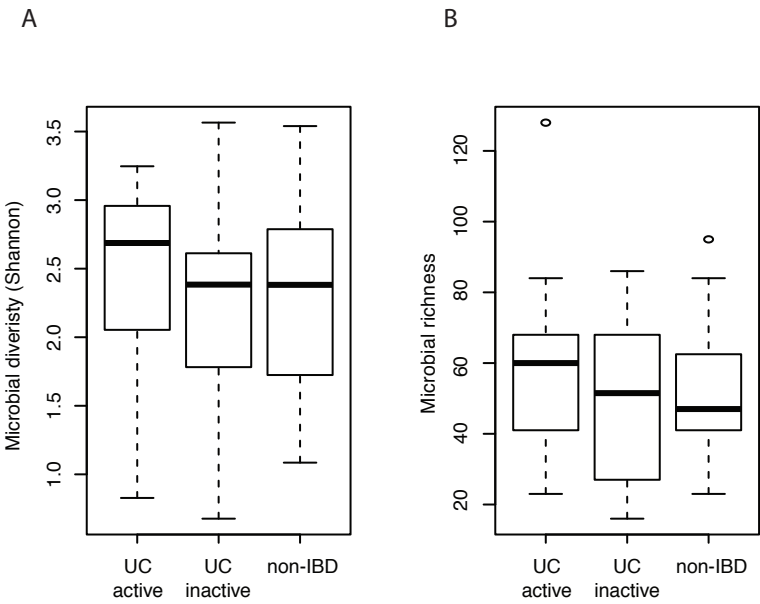 A
B
Microbial diveristy (Shannon)
3.5
3.0
2.5
2.0
1.5
1.0
UC
active
UC
inactive
non-IBD
Microbial richness
120
100
80
60
40
20
UC
active
UC
inactive
non-IBD